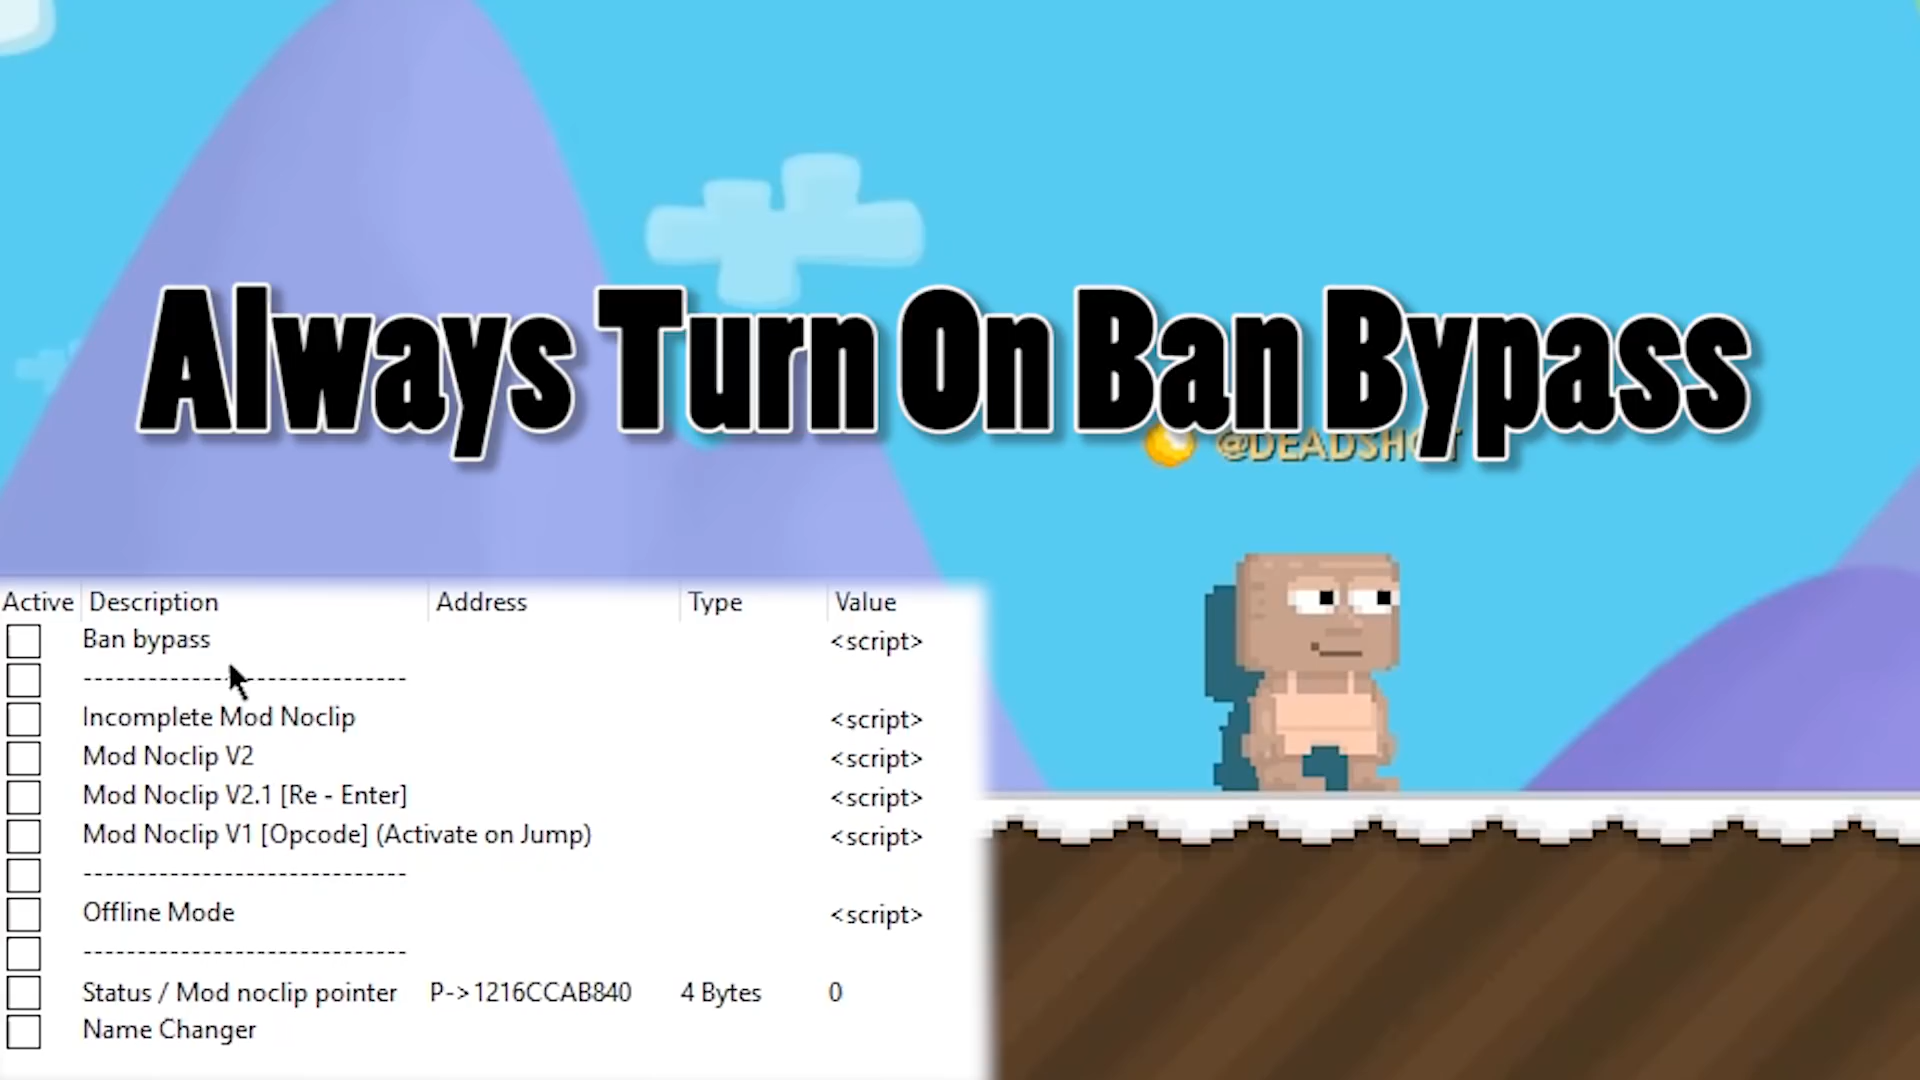 Always Turn On Ban Bypass
Active Description Address Type Value
Ban bypass <script>
------------------------------
Incomplete Mod Noclip <script>
Mod Noclip V2 <script>
Mod Noclip V2.1 [Re - Enter] <script>
Mod Noclip V1 [Opcode] (Activate on Jump) <script>
------------------------------
Offline Mode <script>
------------------------------
Status / Mod noclip pointer P->1216CCAB840 4 Bytes 0
Name Changer